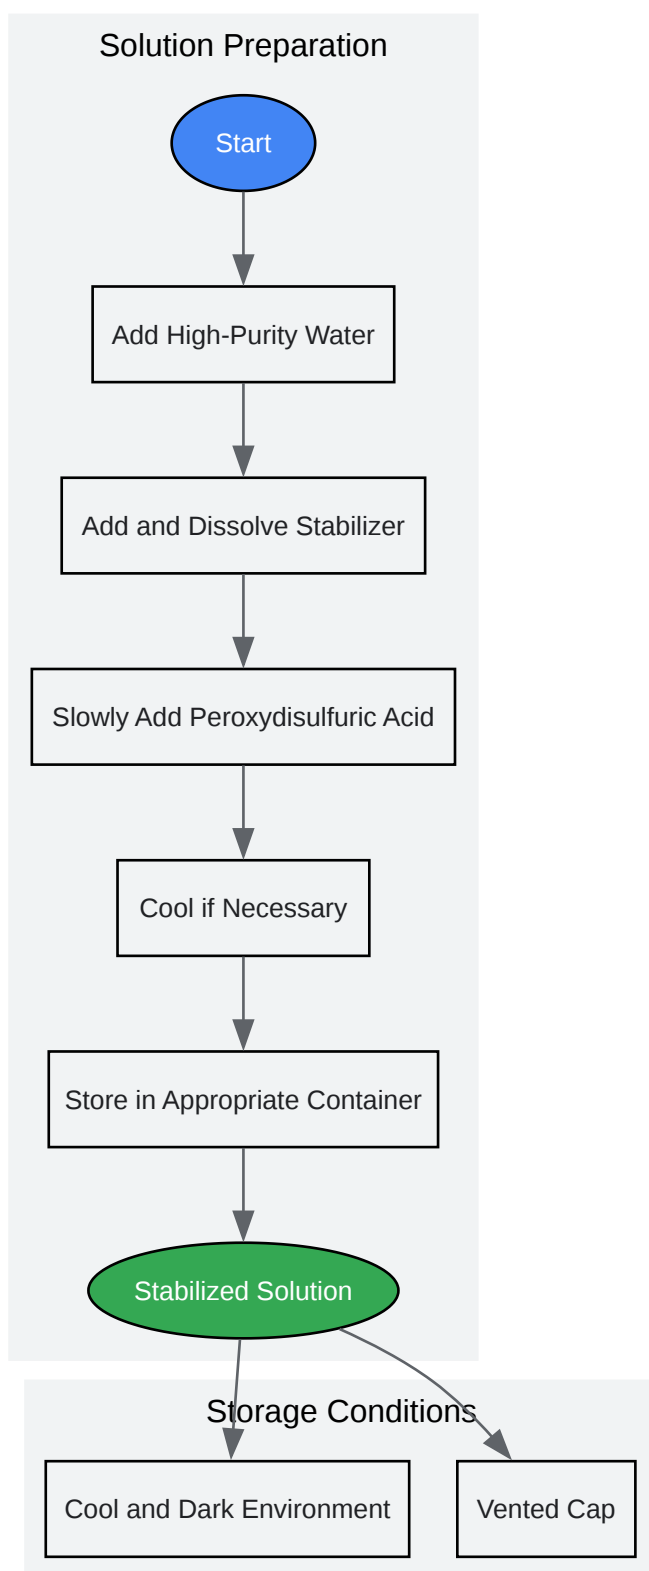 Solution Preparation
Start
Add High-Purity Water
Add and Dissolve Stabilizer
Slowly Add Peroxydisulfuric Acid
Cool if Necessary
Store in Appropriate Container
Stabilized Solution
Storage Conditions
Cool and Dark Environment
Vented Cap